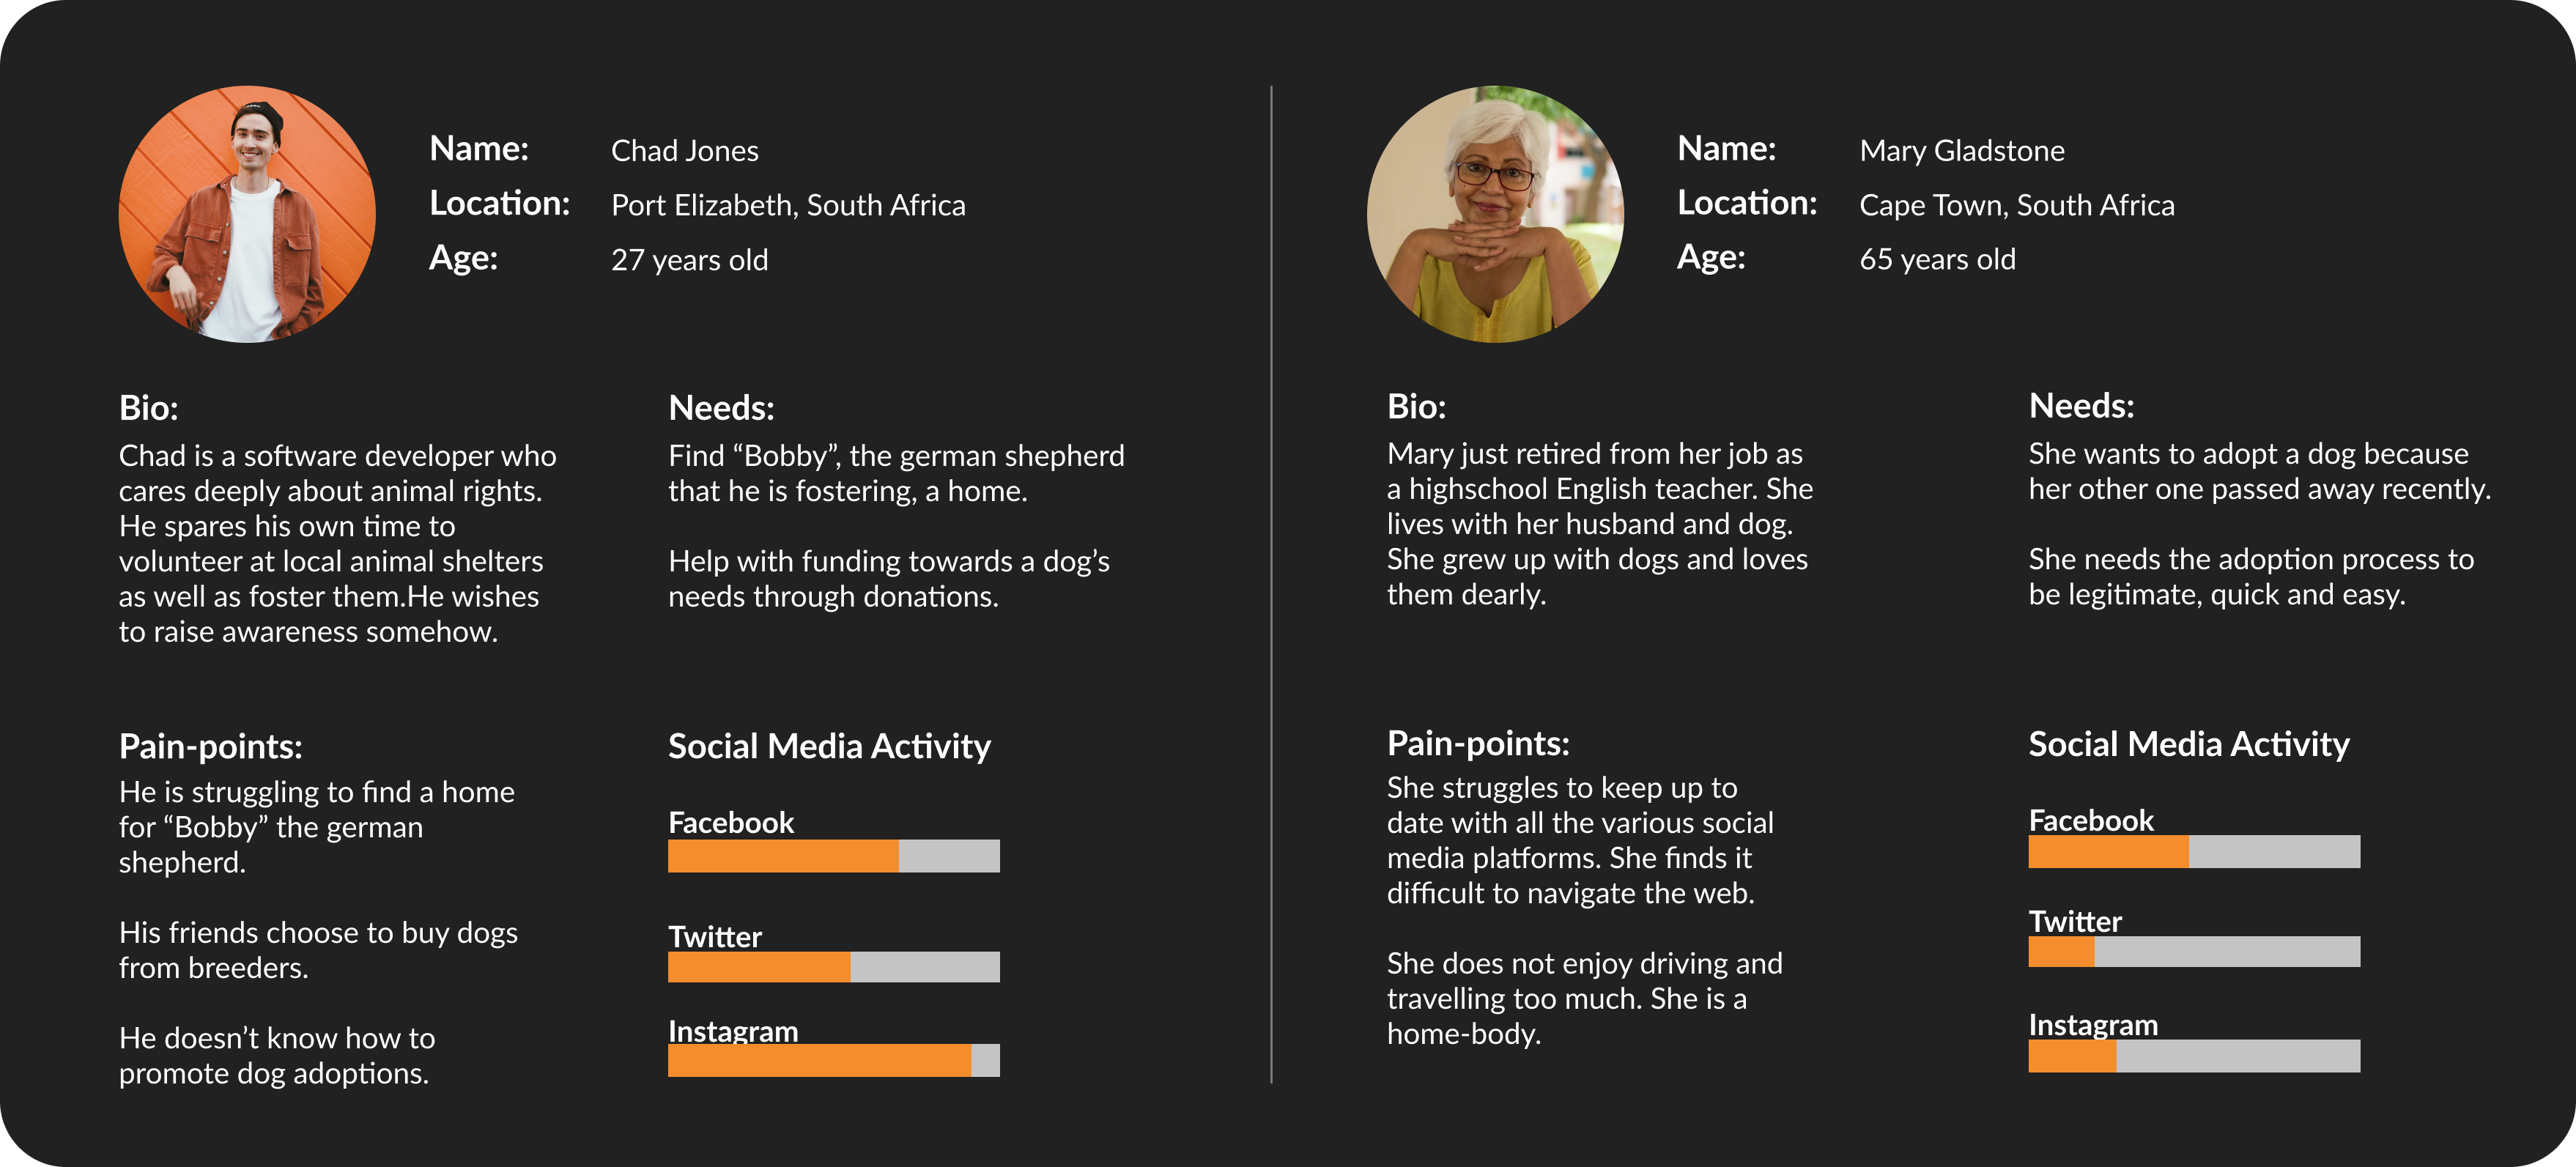 Name: Chad Jones
Location: Port Elizabeth, South Africa
Age: 27 years old
Bio:
Chad is a software developer who
cares deeply about animal rights.
He spares his own time to
volunteer at local animal shelters
as well as foster them.He wishes
to raise awareness somehow.
Needs:
Find “Bobby”, the german shepherd
that he is fostering, a home.
Help with funding towards a dog’s
needs through donations.
Pain-points:
He is struggling to find a home
for “Bobby” the german
shepherd.
His friends choose to buy dogs
from breeders.
He doesn’t know how to
promote dog adoptions.
Social Media Activity
Facebook
Twitter
Instagram
Name: Mary Gladstone
Location: Cape Town, South Africa
Age: 65 years old
Bio:
Mary just retired from her job as
a highschool English teacher. She
lives with her husband and dog.
She grew up with dogs and loves
them dearly.
Needs:
She wants to adopt a dog because
her other one passed away recently.
She needs the adoption process to
be legitimate, quick and easy.
Pain-points:
She struggles to keep up to
date with all the various social
media platforms. She finds it
difficult to navigate the web.
She does not enjoy driving and
travelling too much. She is a
home-body.
Social Media Activity
Facebook
Twitter
Instagram